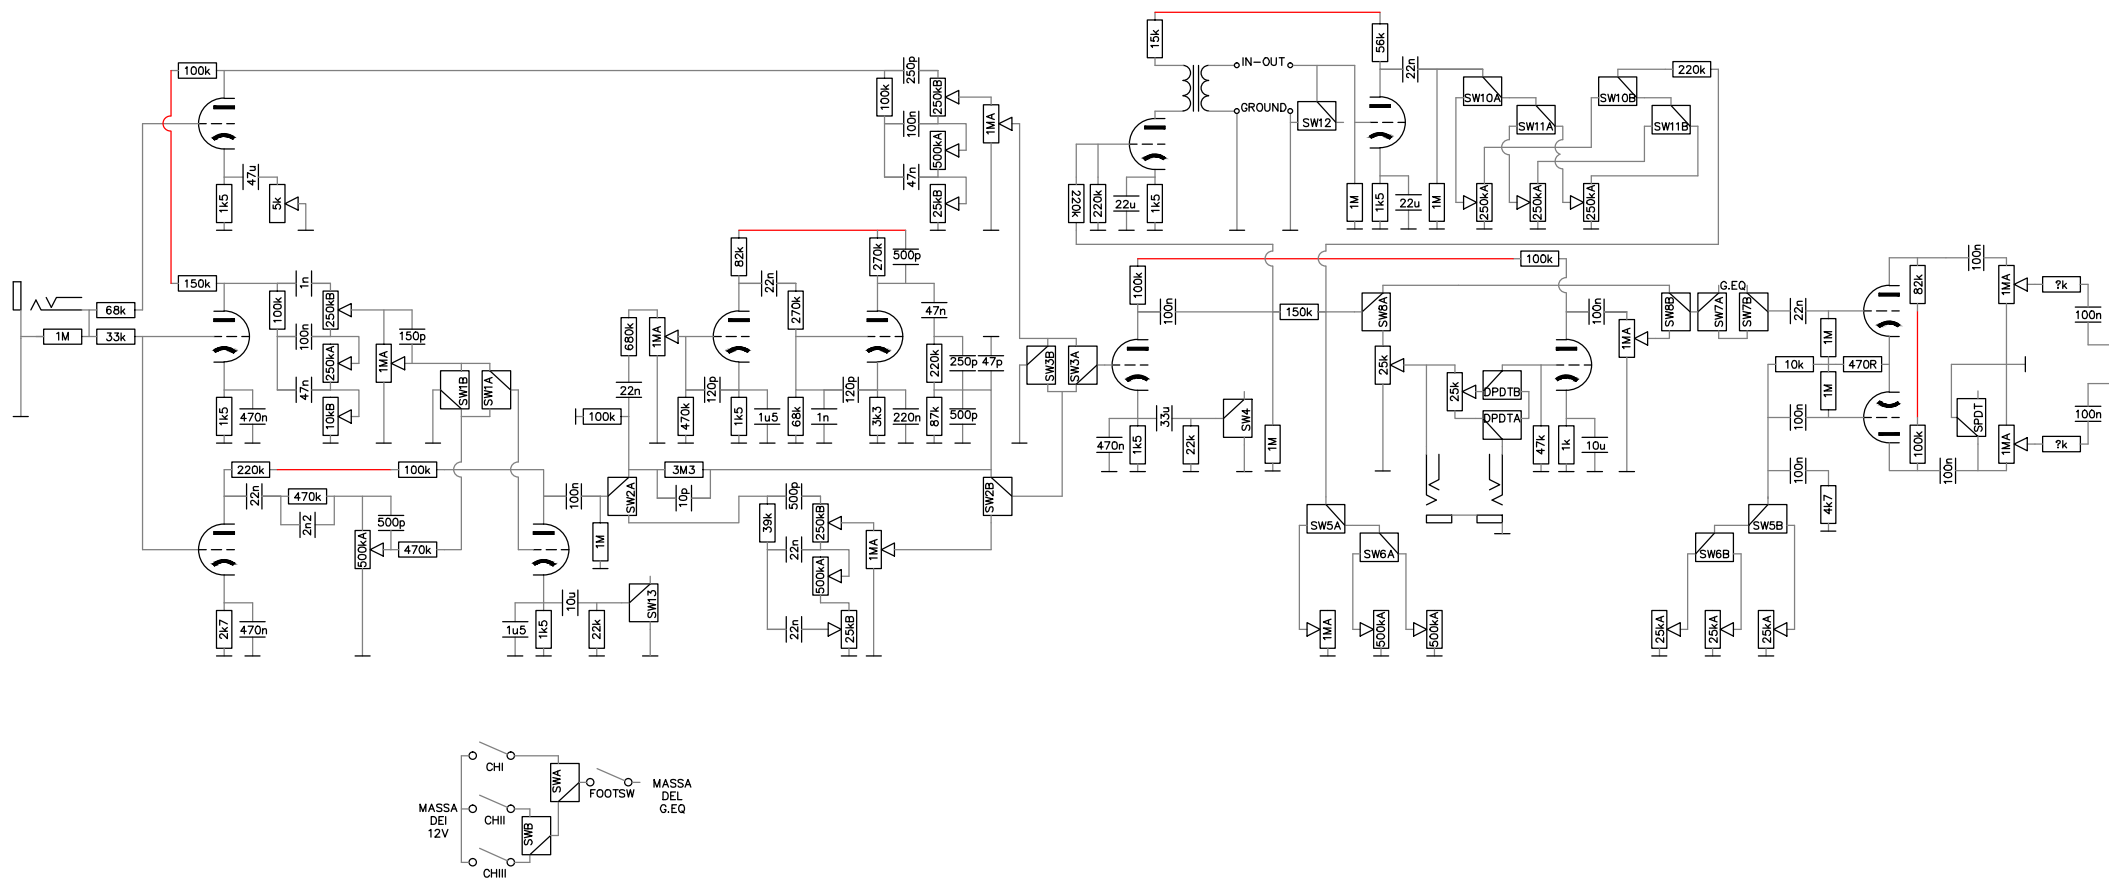 100k
47u
1k5
5k
250p
100k
250kB
100n
500kA
47n
25kB
1MA
15k
56k
IN-OUT
GROUND
SW12
22n
220k
220k
22u
1k5
1M
1k5
22u
1M
SW10A
SW11A
SW10B
SW11B
220k
250kA
250kA
250kA
68k
1M
33k
150k
1n
100k
250kB
100n
250kA
47n
10kB
1k5
470n
150p
1MA
SW1B
SW1A
82k
22n
270k
270k
500p
680k
1MA
22n
100k
120p
470k
1k5
1u5
68k
1n
120p
3k3
220n
47n
220k
250p
47p
87k
500p
SW3B
SW3A
100k
100n
470n
1k5
33u
22k
SW4
1M
150k
SW8A
25k
25k
DPDTB
DPDTA
47k
100k
100n
1k
10u
1MA
SW8B
G.EQ
SW7A
SW7B
22n
1M
1M
10k
470R
100n
100n
4k7
82k
100k
100n
100n
SPDT
1MA
1MA
?k
?k
100n
100n
220k
100k
22n
470k
2n2
500p
500kA
470k
2k7
470n
100n
SW2A
1M
3M3
10p
SW2B
1u5
1k5
10u
22k
SW13
39k
500p
250kB
22n
500kA
22n
25kB
1MA
SW5A
SW6A
1MA
500kA
500kA
SW5B
SW6B
25kA
25kA
25kA
CHI
SWA
FOOTSW
MASSA
DEL
G.EQ
MASSA
DEI
12V
CHII
SWB
CHIII